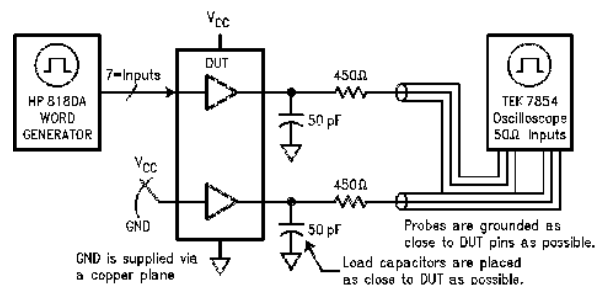 VCC
DUT
7=Inputs
HP 8180A
WORD
GENERATOR
450Ω
50 pF
TEK 7854
Oscilloscope
50Ω Inputs
VCC
GND
450Ω
50 pF
Probes are grounded as
close to DUT pins as possible.
GND is supplied via
a copper plane
Load capacitors are placed
as close to DUT as possible.